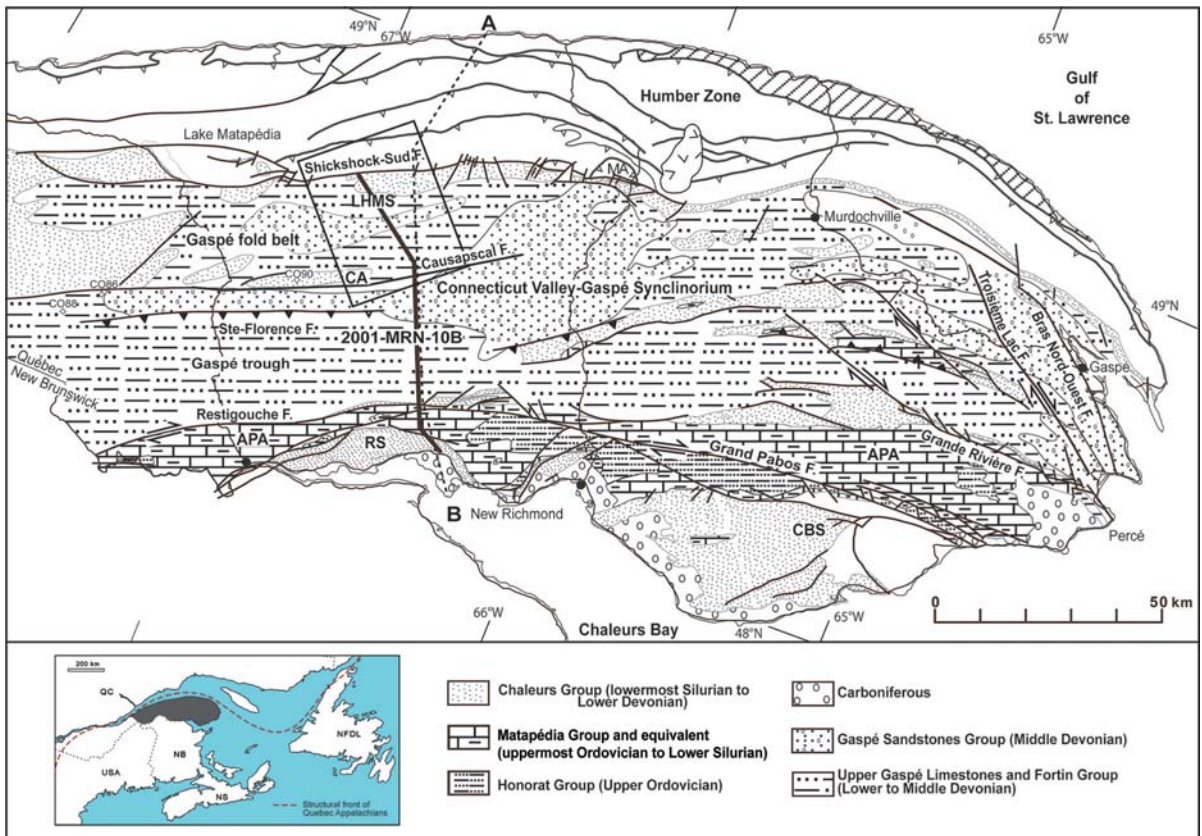 A
49°N
67°W
65°W
Gulf
of
St. Lawrence
Humber Zone
Lake Matapédia
Shickshock-Sud F.
MA
LHMS
Murdochville
Gaspé fold belt
Causapscal F.
CO90
CA
CO86
CO88
Connecticut Valley-Gaspé Synclinorium
49°N
Troisième Lac F.
Bras Nord-Ouest F.
Ste-Florence F.
2001-MRN-10B
Gaspé
Québec
New Brunswick
Gaspé trough
Restigouche F.
APA
RS
Grand Pabos F.
APA
Grande Rivière F.
B
New Richmond
CBS
Percé
0 50 km
66°W
65°W
Chaleurs Bay
48°N
200 km
QC
NFDL
NB
USA
NS
Structural front of
Quebec Appalachians
Chaleurs Group (lowermost Silurian to
Lower Devonian)
Matapédia Group and equivalent
(uppermost Ordovician to Lower Silurian)
Honorat Group (Upper Ordovician)
Carboniferous
Gaspé Sandstones Group (Middle Devonian)
Upper Gaspé Limestones and Fortin Group
(Lower to Middle Devonian)